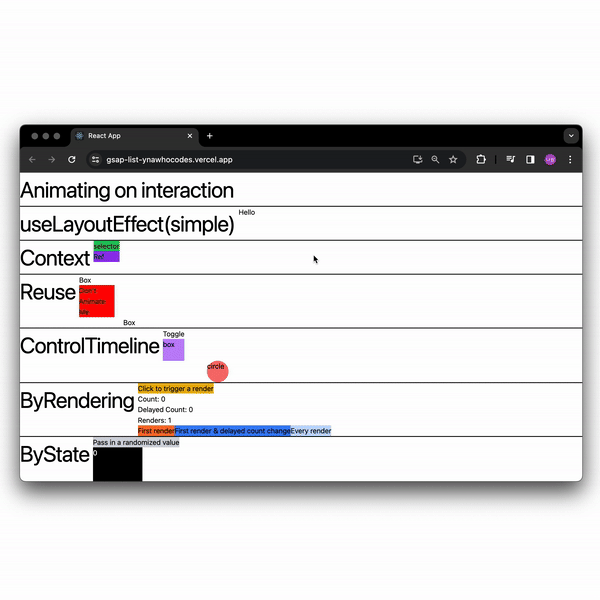 React App
gsap-list-ynawhocodes.vercel.app
Animating on interaction
useLayoutEffect(simple)
Hello
Context
selector
Ref
Reuse
Box
Don't
Animate
Me
Box
ControlTimeline
Toggle
box
circle
ByRendering
Click to trigger a render
Count: 0
Delayed Count: 0
Renders: 1
First render First render & delayed count change Every render
ByState
Pass in a randomized value
0